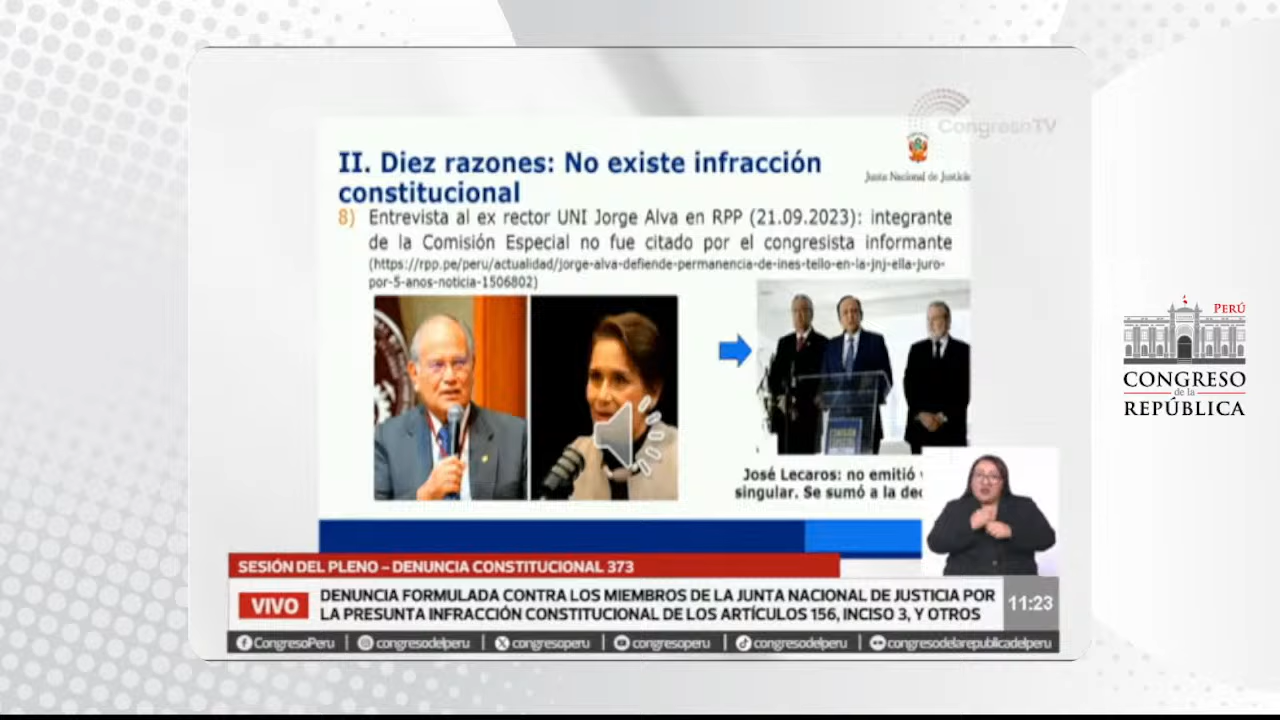 CongresoTV
II. Diez razones: No existe infracción
constitucional
Junta Nacional de Justicia
8) Entrevista al ex rector UNI Jorge Alva en RPP (21.09.2023): integrante
de la Comisión Especial no fue citado por el congresista informante
(https://rpp.pe/peru/actualidad/jorge-alva-defiende-permanencia-de-ines-tello-en-la-jnj-ella-juro-
por-5-anos-noticia-1506802)
José Lecaros: no emitió
singular. Se sumó a la dec
SESIÓN DEL PLENO – DENUNCIA CONSTITUCIONAL 373
VIVO
DENUNCIA FORMULADA CONTRA LOS MIEMBROS DE LA JUNTA NACIONAL DE JUSTICIA POR
LA PRESUNTA INFRACCIÓN CONSTITUCIONAL DE LOS ARTÍCULOS 156, INCISO 3, Y OTROS
11:23
CongresoPeru | congresodelperu | congresoperu | congresoperu | congresodelperu | congresodelarepublicadelperu
PERÚ
CONGRESO
de la
REPÚBLICA